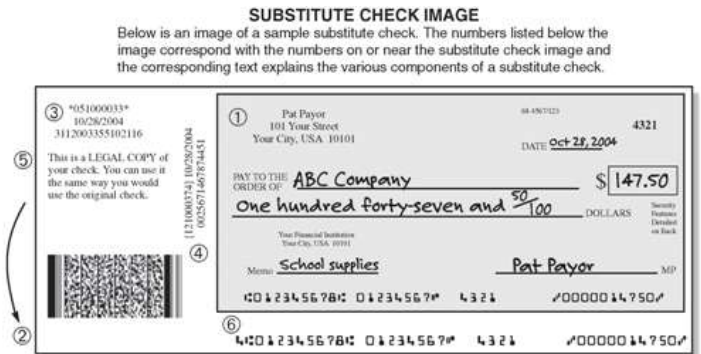 SUBSTITUTE CHECK IMAGE
Below is an image of a sample substitute check. The numbers listed below the
image correspond with the numbers on or near the substitute check image and
the corresponding text explains the various components of a substitute check.
③ *051000033*
10/28/2004
3112003355102116
⑤ This is a LEGAL COPY of
your check. You can use it
the same way you would
use the original check.
[121000374] 10/28/2004
0025671467874451
④
②
① Pat Payor
101 Your Street
Your City, USA 10101
4321
DATE Oct 28, 2004
PAY TO THE
ORDER OF ABC Company $ 147.50
One hundred forty-seven and 50/100 DOLLARS
Security
Features
Detailed
on Back
Your Financial Institution
Your City, USA 10101
Memo School supplies Pat Payor MP
⑆012345678⑆ 01234567⑈ 4321 ⑇0000014750⑇
⑥
4⑆012345678⑆ 01234567⑈ 4321 ⑇0000014750⑇